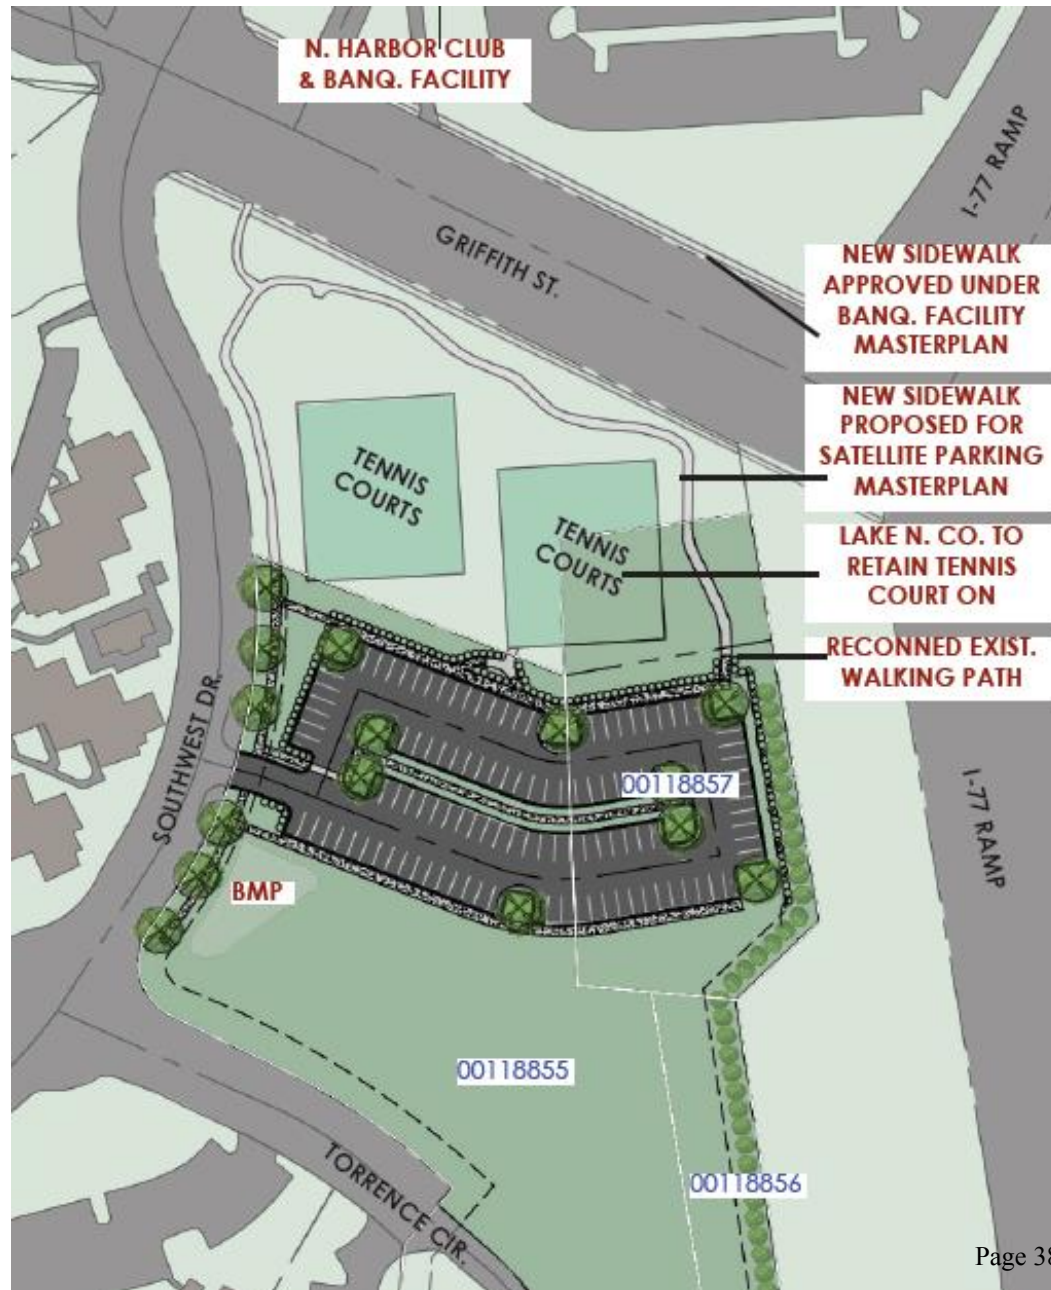 N. HARBOR CLUB
& BANQ. FACILITY
I-77 RAMP
GRIFFITH ST.
NEW SIDEWALK
APPROVED UNDER
BANQ. FACILITY
MASTERPLAN
NEW SIDEWALK
PROPOSED FOR
SATELLITE PARKING
MASTERPLAN
TENNIS
COURTS
TENNIS
COURTS
LAKE N. CO. TO
RETAIN TENNIS
COURT ON
RECONNED EXIST.
WALKING PATH
SOUTHWEST DR.
00118857
I-77 RAMP
BMP
00118855
TORRENCE CIR.
00118856
Page 38